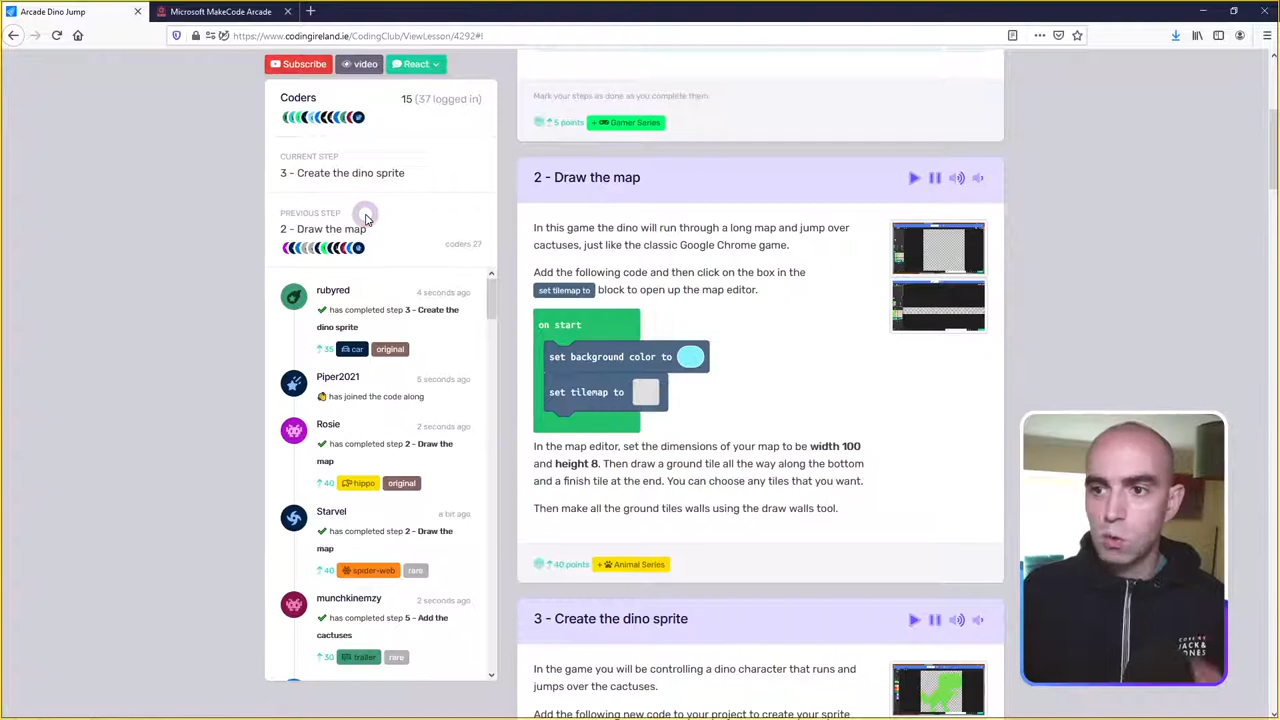 Arcade Dino Jump
Microsoft MakeCode Arcade
https://www.codingireland.ie/CodingClub/ViewLesson/4292#!
Subscribe
video
React
Coders
15 (37 logged in)
CURRENT STEP
3 - Create the dino sprite
PREVIOUS STEP
2 - Draw the map
coders 27
rubyred
4 seconds ago
has completed step 3 - Create the
dino sprite
35 car original
Piper2021
5 seconds ago
has joined the code along
Rosie
2 seconds ago
has completed step 2 - Draw the
map
40 hippo original
Starvel
a bit ago
has completed step 2 - Draw the
map
40 spider-web rare
munchkinemzy
2 seconds ago
has completed step 5 - Add the
cactuses
30 trailer rare
Mark your steps as done as you complete them.
5 points + Gamer Series
2 - Draw the map
In this game the dino will run through a long map and jump over
cactuses, just like the classic Google Chrome game.
Add the following code and then click on the box in the
set tilemap to block to open up the map editor.
on start
set background color to
set tilemap to
In the map editor, set the dimensions of your map to be width 100
and height 8. Then draw a ground tile all the way along the bottom
and a finish tile at the end. You can choose any tiles that you want.
Then make all the ground tiles walls using the draw walls tool.
40 points + Animal Series
3 - Create the dino sprite
In the game you will be controlling a dino character that runs and
jumps over the cactuses.
Add the following new code to your project to create your sprite
JACK &
JONES